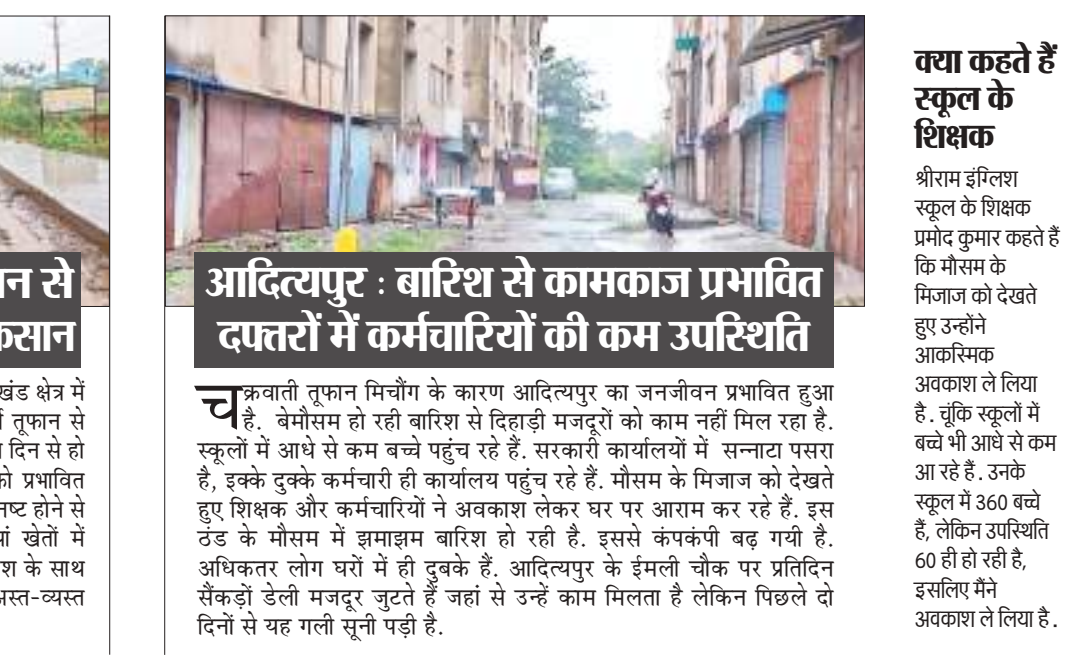 न से
कसान
खंड क्षेत्र में
तूफान से
दिन से हो
प्रभावित
नष्ट होने से
खेतों में
के साथ
अस्त-व्यस्त
आदित्यपुर : बारिश से कामकाज प्रभावित
दफ्तरों में कर्मचारियों की कम उपस्थिति
चक्रवाती तूफान मिचौंग के कारण आदित्यपुर का जनजीवन प्रभावित हुआ
है. बेमौसम हो रही बारिश से दिहाड़ी मजदूरों को काम नहीं मिल रहा है.
स्कूलों में आधे से कम बच्चे पहुंच रहे हैं. सरकारी कार्यालयों में सन्नाटा पसरा
है, इक्के दुक्के कर्मचारी ही कार्यालय पहुंच रहे हैं. मौसम के मिजाज को देखते
हुए शिक्षक और कर्मचारियों ने अवकाश लेकर घर पर आराम कर रहे हैं. इस
ठंड के मौसम में झमाझम बारिश हो रही है. इससे कंपकंपी बढ़ गयी है.
अधिकतर लोग घरों में ही दुबके हैं. आदित्यपुर के ईमली चौक पर प्रतिदिन
सैंकड़ों डेली मजदूर जुटते हैं जहां से उन्हें काम मिलता है लेकिन पिछले दो
दिनों से यह गली सूनी पड़ी है.
क्या कहते हैं
स्कूल के
शिक्षक
श्रीराम इंग्लिश
स्कूल के शिक्षक
प्रमोद कुमार कहते हैं
कि मौसम के
मिजाज को देखते
हुए उन्होंने
आकस्मिक
अवकाश ले लिया
है. चूंकि स्कूलों में
बच्चे भी आधे से कम
आ रहे हैं. उनके
स्कूल में 360 बच्चे
हैं, लेकिन उपस्थिति
60 ही हो रही है,
इसलिए मैंने
अवकाश ले लिया है.